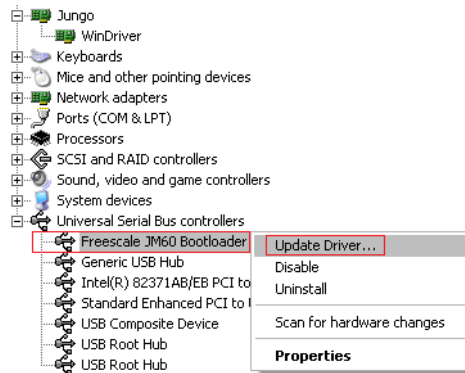 Jungo
WinDriver
Keyboards
Mice and other pointing devices
Network adapters
Ports (COM & LPT)
Processors
SCSI and RAID controllers
Sound, video and game controllers
System devices
Universal Serial Bus controllers
Freescale JM60 Bootloader
Generic USB Hub
Intel(R) 82371AB/EB PCI to
Standard Enhanced PCI to
USB Composite Device
USB Root Hub
USB Root Hub
Update Driver...
Disable
Uninstall
Scan for hardware changes
Properties